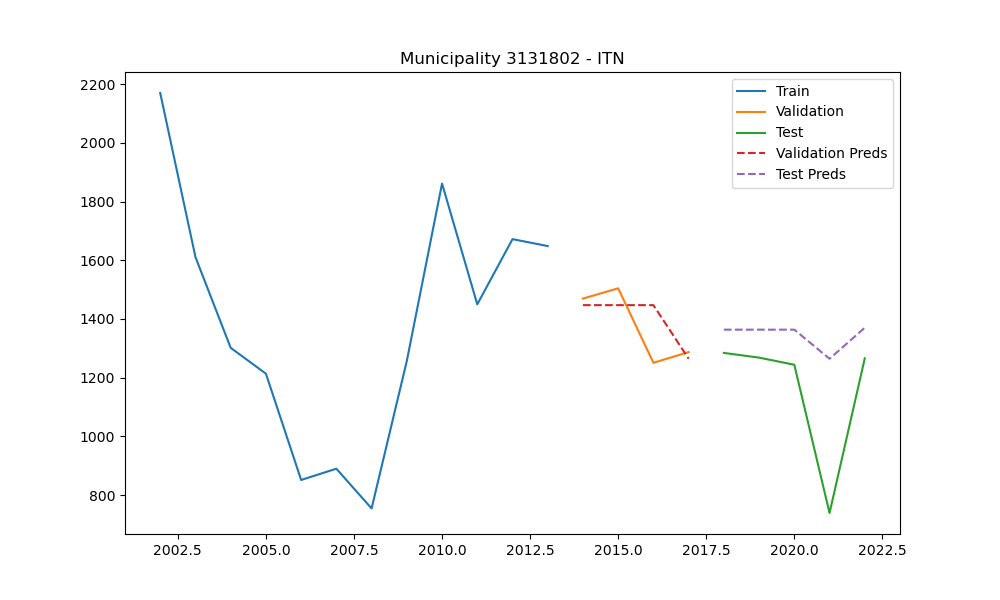 Municipality 3131802 - ITN
2200
2000
1800
1600
1400
1200
1000
800
2002.5 2005.0 2007.5 2010.0 2012.5 2015.0 2017.5 2020.0 2022.5
Train
Validation
Test
Validation Preds
Test Preds